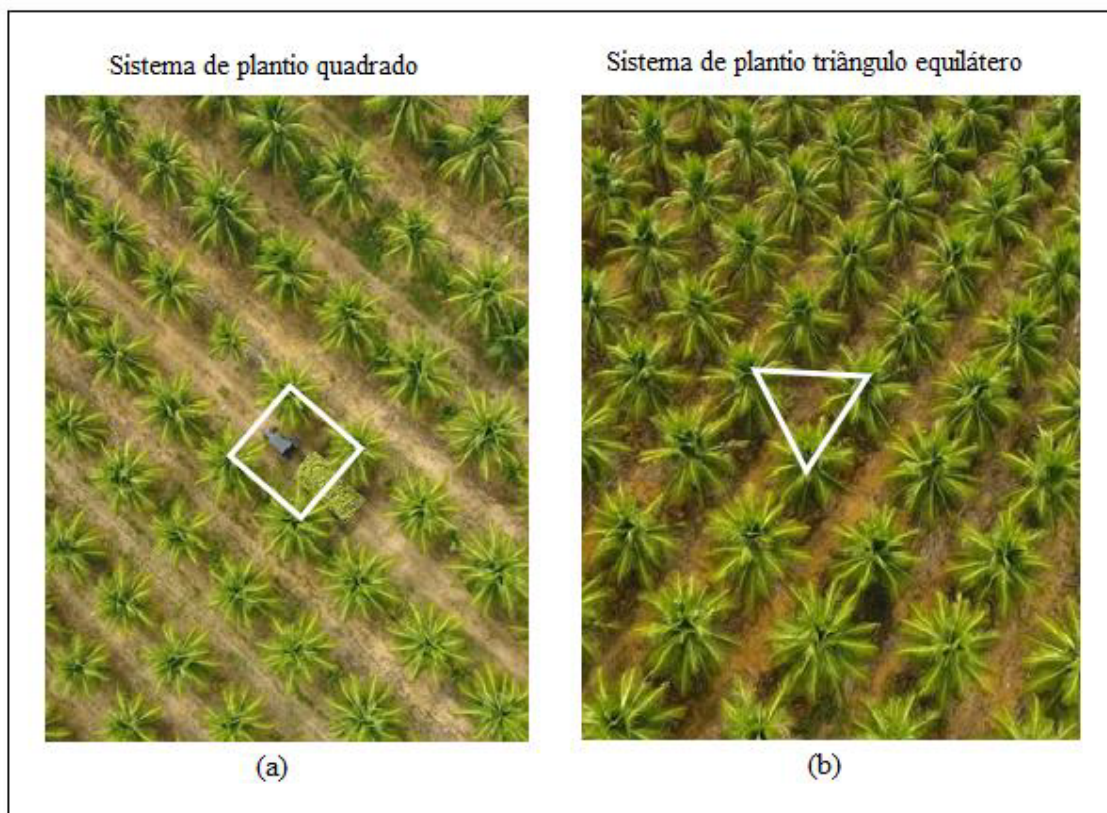 Sistema de plantio quadrado
Sistema de plantio triângulo equilátero
(a)
(b)